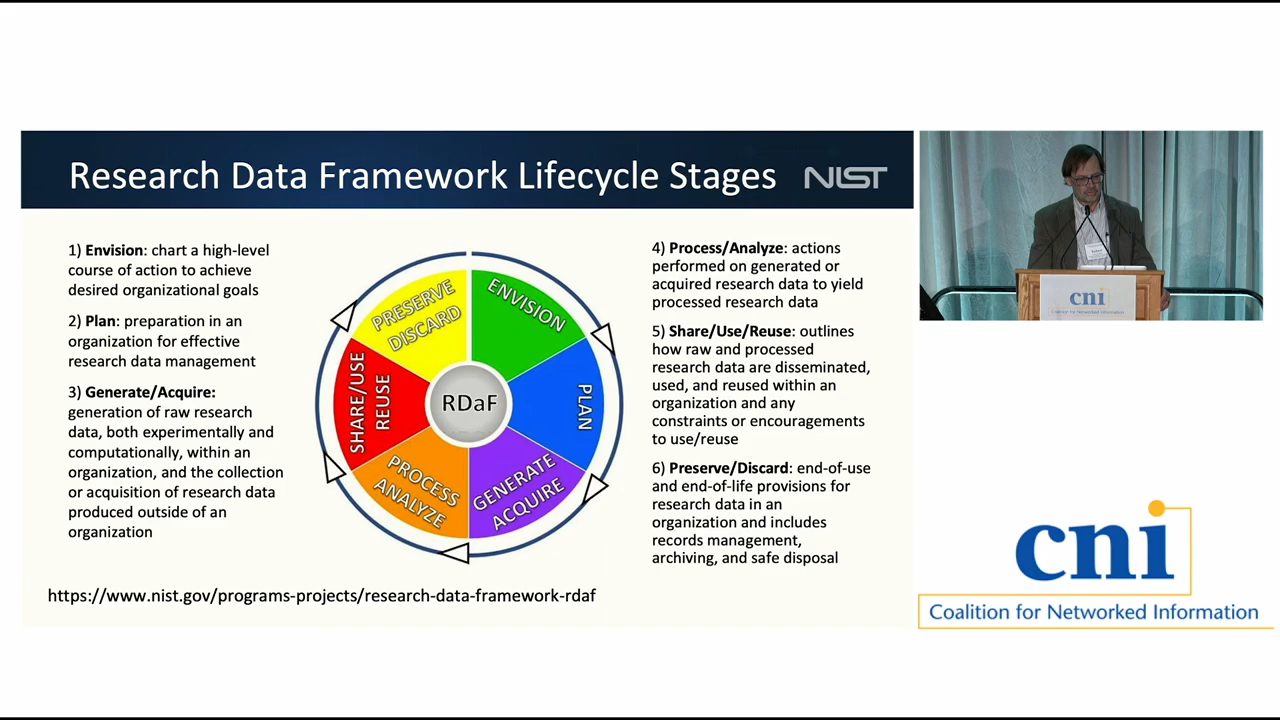 Research Data Framework Lifecycle Stages
NIST
1) Envision: chart a high-level
course of action to achieve
desired organizational goals
2) Plan: preparation in an
organization for effective
research data management
3) Generate/Acquire:
generation of raw research
data, both experimentally and
computationally, within an
organization, and the collection
or acquisition of research data
produced outside of an
organization
PRESERVE
DISCARD
ENVISION
PLAN
GENERATE
ACQUIRE
PROCESS
ANALYZE
SHARE/USE
REUSE
RDaF
4) Process/Analyze: actions
performed on generated or
acquired research data to yield
processed research data
5) Share/Use/Reuse: outlines
how raw and processed
research data are disseminated,
used, and reused within an
organization and any
constraints or encouragements
to use/reuse
6) Preserve/Discard: end-of-use
and end-of-life provisions for
research data in an
organization and includes
records management,
archiving, and safe disposal
https://www.nist.gov/programs-projects/research-data-framework-rdaf
cni
Coalition for Networked Information
cni
Coalition for Networked Information